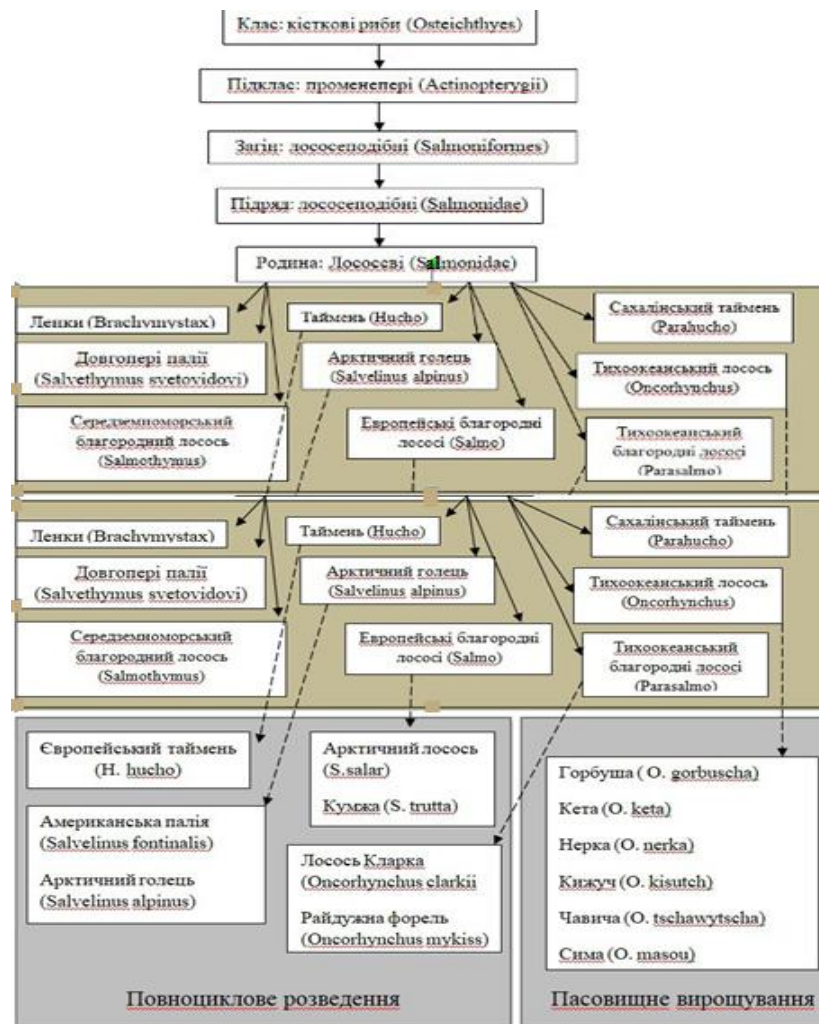 Клас: кісткові риби (Osteichthyes)
Підклас: променепері (Actinopterygii)
Загін: лососеподібні (Salmoniformes)
Підряд: лососеподібні (Salmonidae)
Родина: Лососеві (Salmonidae)
Ленки (Brachymystax)
Таймень (Hucho)
Сахалінський таймень
(Parahucho)
Довгопері палії
(Salvethymus svetovidovi)
Арктичний голець
(Salvelinus alpinus)
Тихоокеанський лосось
(Oncorhynchus)
Середземноморський
благородний лосось
(Salmothymus)
Европейські благородні
лососі (Salmo)
Тихоокеанський
благородні лососі
(Parasalmo)
Ленки (Brachymystax)
Таймень (Hucho)
Сахалінський таймень
(Parahucho)
Довгопері палії
(Salvethymus svetovidovi)
Арктичний голець
(Salvelinus alpinus)
Тихоокеанський лосось
(Oncorhynchus)
Середземноморський
благородний лосось
(Salmothymus)
Европейські благородні
лососі (Salmo)
Тихоокеанський
благородні лососі
(Parasalmo)
Європейський таймень
(H. hucho)
Американська палія
(Salvelinus fontinalis)
Арктичний голець
(Salvelinus alpinus)
Арктичний лосось
(S.salar)
Кумжа (S. trutta)
Лосось Кларка
(Oncorhynchus clarkii
Райдужна форель
(Oncorhynchus mykiss)
Повноциклове розведення
Горбуша ( O. gorbuscha)
Кета (O. keta)
Нерка (O. nerka)
Кижуч (O. kisutch)
Чавича (O. tschawytscha)
Сима (O. masou)
Пасовищне вирощування